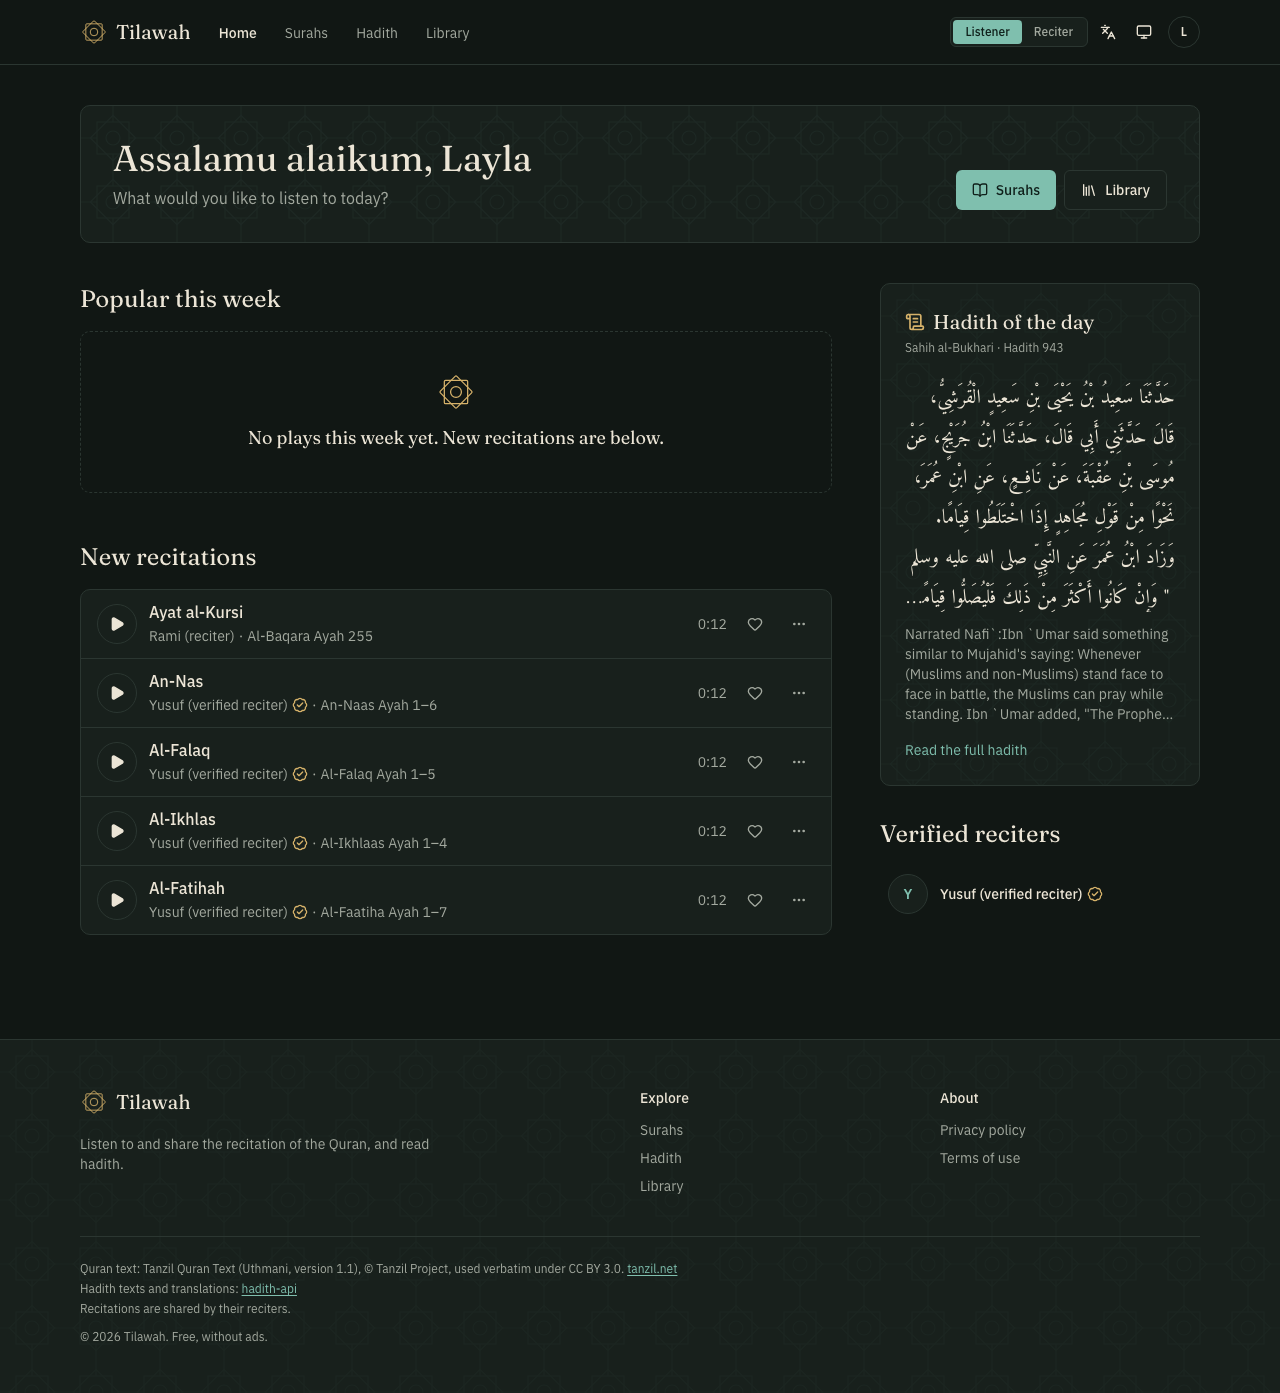 Tilawah
Home
Surahs
Hadith
Library
Listener
Reciter
L
Assalamu alaikum, Layla
What would you like to listen to today?
Surahs
Library
Popular this week
No plays this week yet. New recitations are below.
New recitations
Ayat al-Kursi
Rami (reciter) · Al-Baqara Ayah 255
0:12
An-Nas
Yusuf (verified reciter) · An-Naas Ayah 1–6
0:12
Al-Falaq
Yusuf (verified reciter) · Al-Falaq Ayah 1–5
0:12
Al-Ikhlas
Yusuf (verified reciter) · Al-Ikhlaas Ayah 1–4
0:12
Al-Fatihah
Yusuf (verified reciter) · Al-Faatiha Ayah 1–7
0:12
Hadith of the day
Sahih al-Bukhari · Hadith 943
حَدَّثَنَا سَعِيدُ بْنُ يَحْيَى بْنِ سَعِيدٍ الْقُرَشِيُّ،
قَالَ حَدَّثَنِي أَبِي قَالَ، حَدَّثَنَا ابْنُ جُرَيْجٍ، عَنْ
مُوسَى بْنِ عُقْبَةَ، عَنْ نَافِعٍ، عَنِ ابْنِ عُمَرَ،
نَحْوًا مِنْ قَوْلِ مُجَاهِدٍ إِذَا اخْتَلَطُوا قِيَامًا.
وَزَادَ ابْنُ عُمَرَ عَنِ النَّبِيِّ صلى الله عليه وسلم
" وَإِنْ كَانُوا أَكْثَرَ مِنْ ذَلِكَ فَلْيُصَلُّوا قِيَامًا...
Narrated Nafi`:Ibn `Umar said something
similar to Mujahid's saying: Whenever
(Muslims and non-Muslims) stand face to
face in battle, the Muslims can pray while
standing. Ibn `Umar added, "The Prophe...
Read the full hadith
Verified reciters
Y
Yusuf (verified reciter)
Tilawah
Listen to and share the recitation of the Quran, and read
hadith.
Explore
Surahs
Hadith
Library
About
Privacy policy
Terms of use
Quran text: Tanzil Quran Text (Uthmani, version 1.1), © Tanzil Project, used verbatim under CC BY 3.0. tanzil.net
Hadith texts and translations: hadith-api
Recitations are shared by their reciters.
© 2026 Tilawah. Free, without ads.